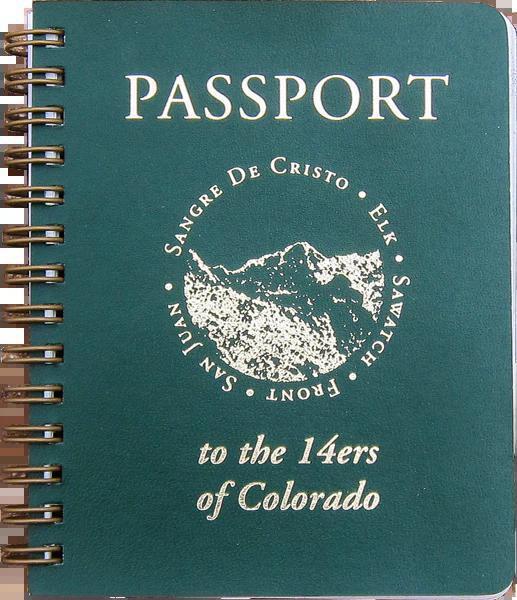 PASSPORT
SANGRE DE CRISTO • ELK • SAWATCH • FRONT • SAN JUAN •
to the 14ers
of Colorado